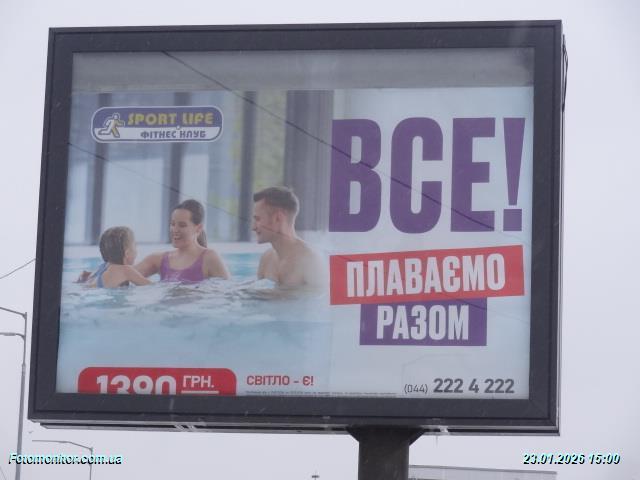 SPORT LIFE
ФІТНЕС КЛУБ
ВСЕ!
ПЛАВАЄМО
РАЗОМ
1390 ГРН.
СВІТЛО - Є!
(044) 222 4 222
Fotomonitor.com.ua
23.01.2026 15:00